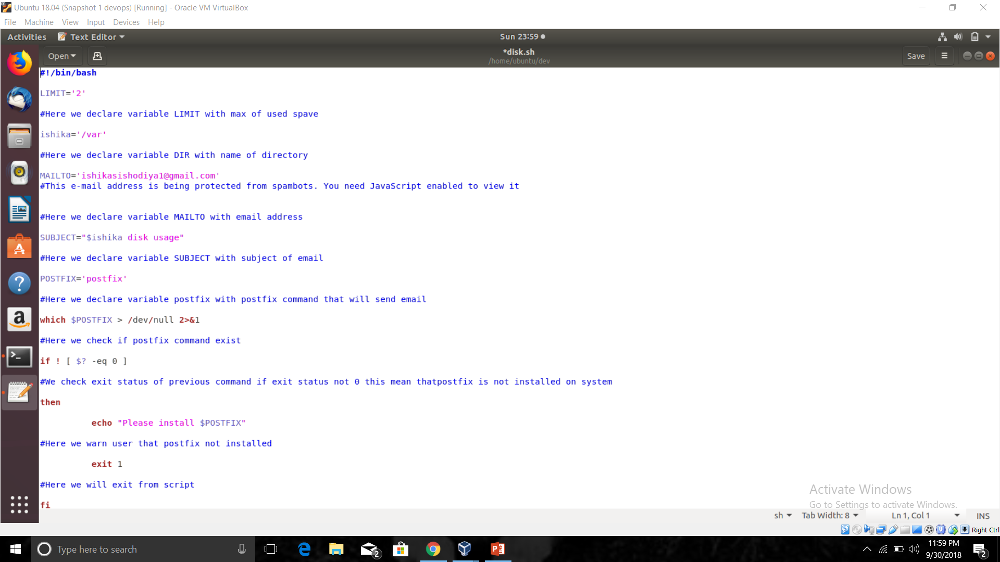 Ubuntu 18.04 (Snapshot 1 devops) [Running] - Oracle VM VirtualBox
File Machine View Input Devices Help
Activities Text Editor Sun 23:59
Open *disk.sh Save
/home/ubuntu/dev
#!/bin/bash
LIMIT='2'
#Here we declare variable LIMIT with max of used spave
ishika='/var'
#Here we declare variable DIR with name of directory
MAILTO='ishikasishodiya1@gmail.com'
#This e-mail address is being protected from spambots. You need JavaScript enabled to view it
#Here we declare variable MAILTO with email address
SUBJECT="$ishika disk usage"
#Here we declare variable SUBJECT with subject of email
POSTFIX='postfix'
#Here we declare variable postfix with postfix command that will send email
which $POSTFIX > /dev/null 2>&1
#Here we check if postfix command exist
if ! [ $? -eq 0 ]
#We check exit status of previous command if exit status not 0 this mean thatpostfix is not installed on system
then
echo "Please install $POSTFIX"
#Here we warn user that postfix not installed
exit 1
#Here we will exit from script
fi
Activate Windows
Go to Settings to activate Windows.
sh Tab Width: 8 Ln 1, Col 1 INS
Right Ctrl
Type here to search 2 11:59 PM
9/30/2018 2